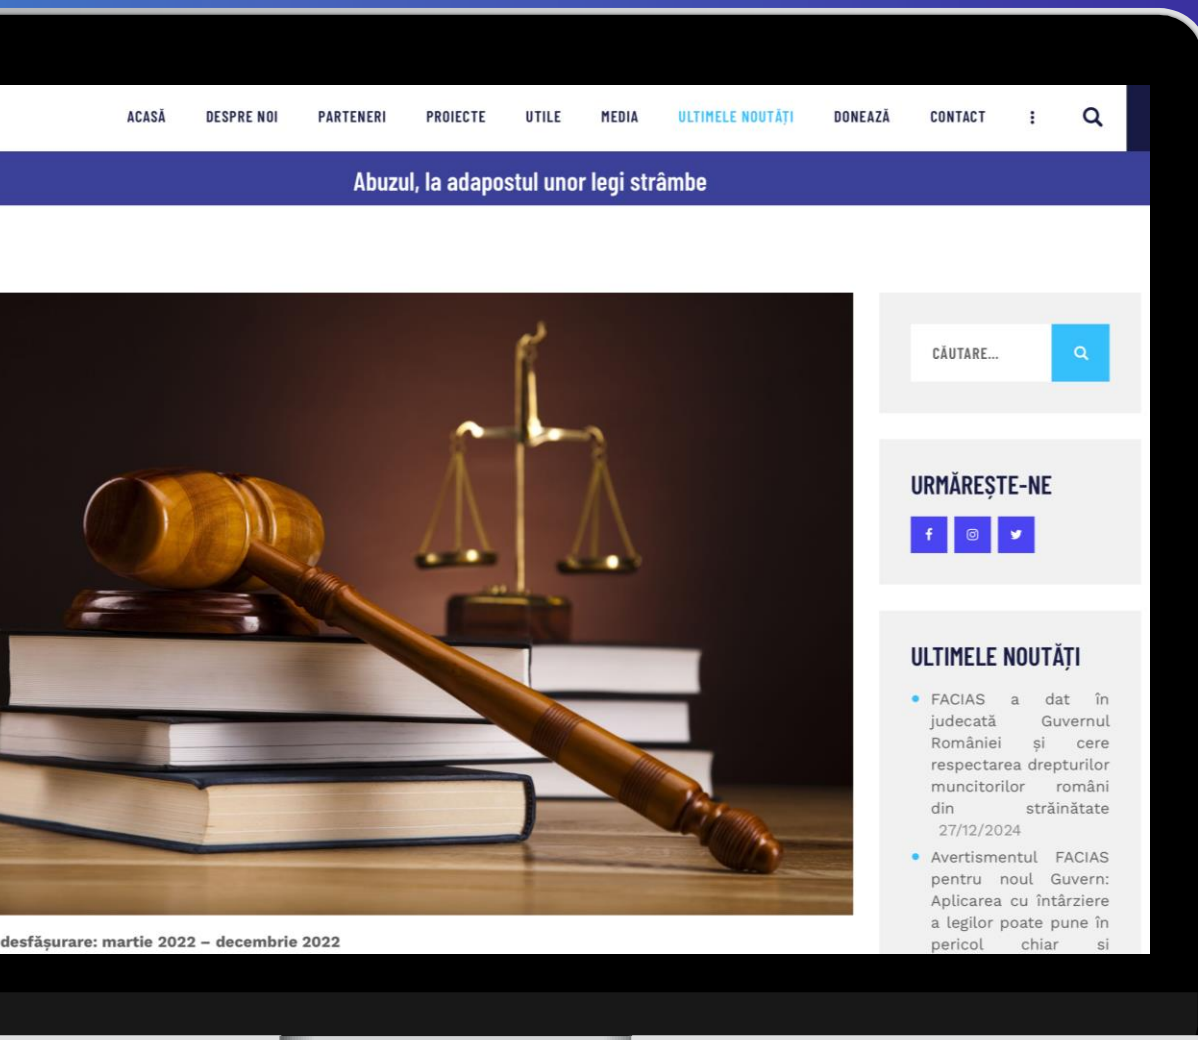 ACASĂ DESPRE NOI PARTENERI PROIECTE UTILE MEDIA ULTIMELE NOUTĂȚI DONEAZĂ CONTACT
Abuzul, la adapostul unor legi strâmbe
CĂUTARE...
URMĂREȘTE-NE
ULTIMELE NOUTĂȚI
FACIAS a dat în
judecată Guvernul
României și cere
respectarea drepturilor
muncitorilor români
din străinătate
27/12/2024
Avertismentul FACIAS
pentru noul Guvern:
Aplicarea cu întârziere
a legilor poate pune în
pericol chiar si
desfășurare: martie 2022 – decembrie 2022